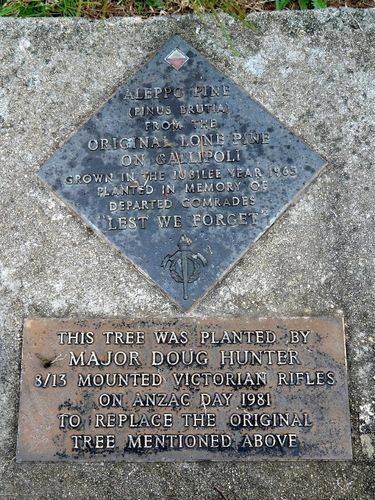 ALEPPO PINE
(PINUS BRUTIA)
FROM THE
ORIGINAL LONE PINE
ON GALLIPOLI
GROWN IN THE JUBILEE YEAR 1965
PLANTED IN MEMORY OF
DEPARTED COMRADES
"LEST WE FORGET"
THIS TREE WAS PLANTED BY
MAJOR DOUG HUNTER
8/13 MOUNTED VICTORIAN RIFLES
ON ANZAC DAY 1981
TO REPLACE THE ORIGINAL
TREE MENTIONED ABOVE